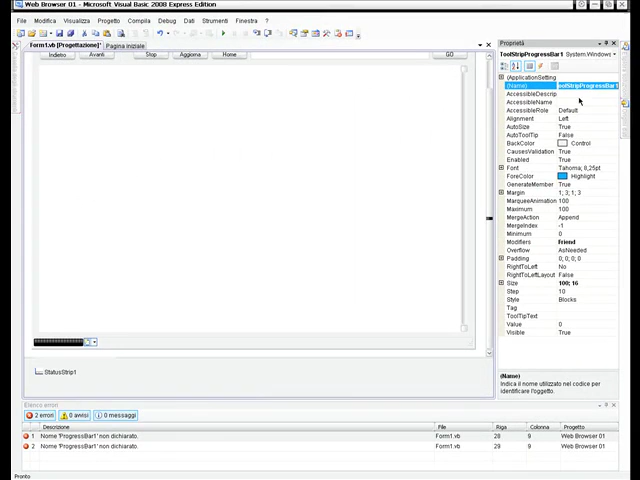 Web Browser 01 - Microsoft Visual Basic 2008 Express Edition
File Modifica Visualizza Progetto Compila Debug Dati Strumenti Finestra ?
Form1.vb [Progettazione]* Pagina Iniziale
Indietro Avanti Stop Aggiorna Home GO
StatusStrip1
Proprietà
ToolStripProgressBar1 System.Windows
(ApplicationSetting
(Name) oolStripProgressBar1
AccessibleDescrip
AccessibleName
AccessibleRole Default
Alignment Left
AutoSize True
AutoToolTip False
BackColor Control
CausesValidation True
Enabled True
Font Tahoma; 8,25pt
ForeColor Highlight
GenerateMember True
Margin 1; 3; 1; 3
MarqueeAnimation 100
Maximum 100
MergeAction Append
MergeIndex -1
Minimum 0
Modifiers Friend
Overflow AsNeeded
Padding 0; 0; 0; 0
RightToLeft No
RightToLeftLayout False
Size 100; 16
Step 10
Style Blocks
Tag
ToolTipText
Value 0
Visible True
(Name)
Indica il nome utilizzato nel codice per
identificare l'oggetto.
Elenco errori
2 errori 0 avvisi 0 messaggi
Descrizione File Riga Colonna Progetto
1 Nome 'ProgressBar1' non dichiarato. Form1.vb 28 9 Web Browser 01
2 Nome 'ProgressBar1' non dichiarato. Form1.vb 29 9 Web Browser 01
Pronto